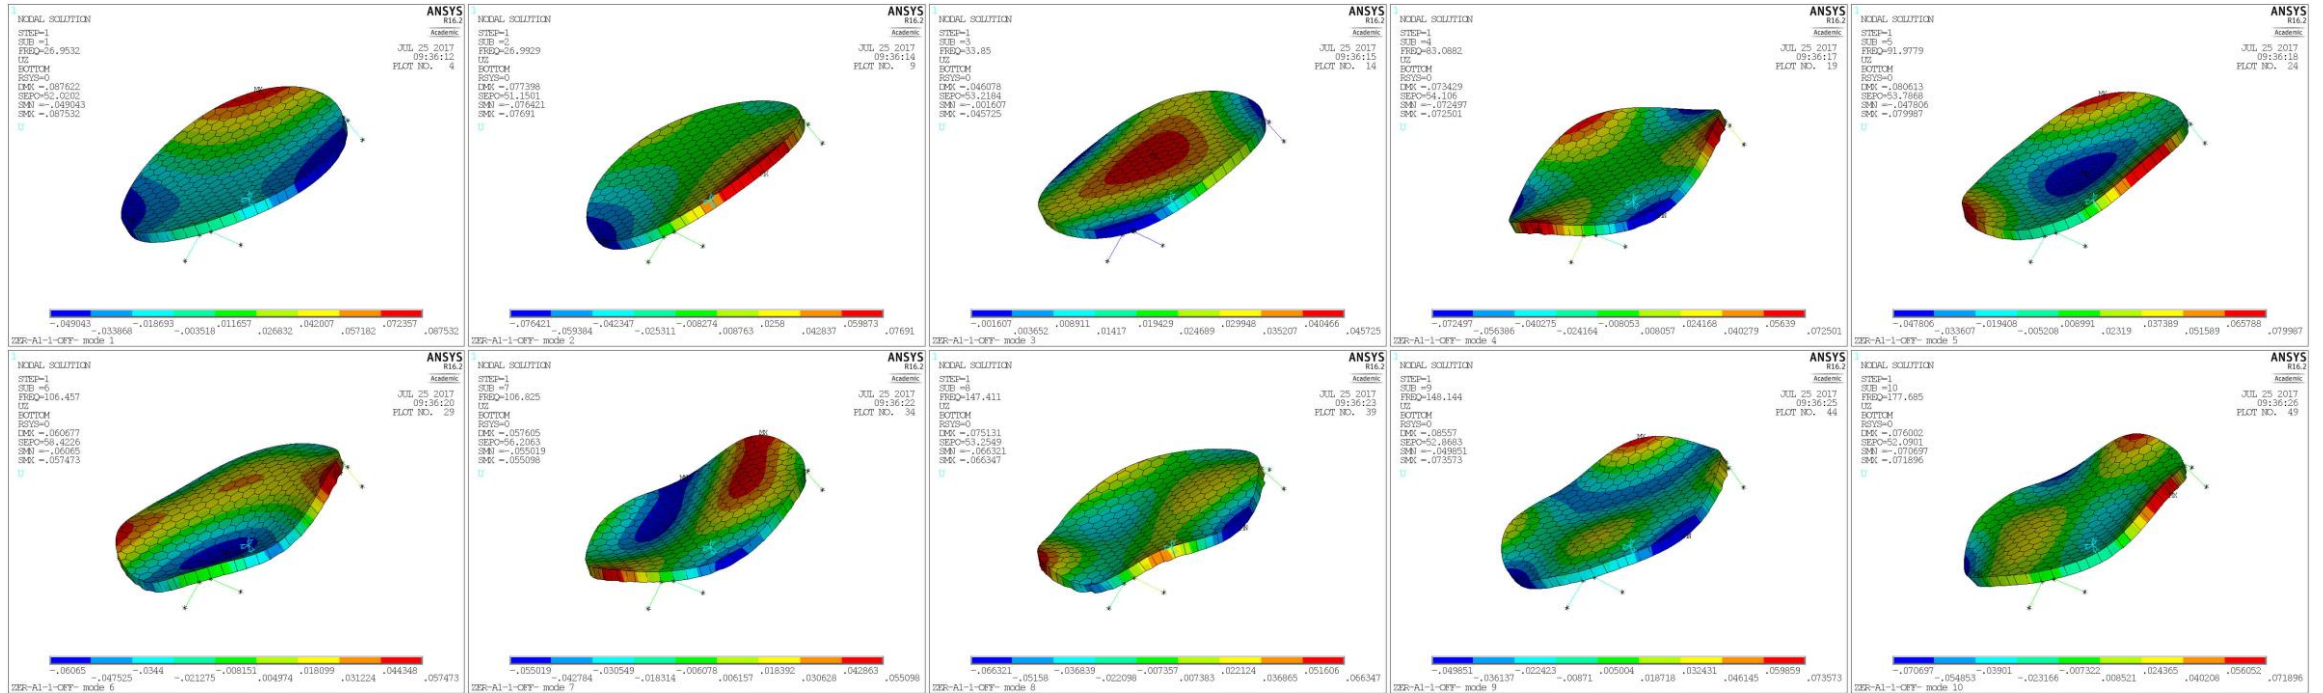 1
NODAL SOLUTION
STEP=1
SUB =1
FREQ=26.9532
UZ
BOTTOM
RSYS=0
DMX =.087622
SEPC=52.0202
SMN =-.049043
SMX =.087532
U
ANSYS
R16.2
Academic
JUL 25 2017
09:36:12
PLOT NO. 4
MX
-.049043 -.018693 .011657 .042007 .072357
-.033868 -.003518 .026832 .057182 .087532
ZER-A1-1-OFF- mode 1
1
NODAL SOLUTION
STEP=1
SUB =2
FREQ=26.9929
UZ
BOTTOM
RSYS=0
DMX =.077398
SEPC=51.1501
SMN =-.076421
SMX =.07691
U
ANSYS
R16.2
Academic
JUL 25 2017
09:36:14
PLOT NO. 9
-.076421 -.042347 -.008274 .0258 .059873
-.059384 -.025311 .008763 .042837 .07691
ZER-A1-1-OFF- mode 2
1
NODAL SOLUTION
STEP=1
SUB =3
FREQ=33.85
UZ
BOTTOM
RSYS=0
DMX =.046078
SEPC=53.2184
SMN =-.001607
SMX =.045725
U
ANSYS
R16.2
Academic
JUL 25 2017
09:36:15
PLOT NO. 14
-.001607 .008911 .019429 .029948 .040466
.003652 .01417 .024689 .035207 .045725
ZER-A1-1-OFF- mode 3
1
NODAL SOLUTION
STEP=1
SUB =4
FREQ=83.0882
UZ
BOTTOM
RSYS=0
DMX =.073429
SEPC=54.106
SMN =-.072497
SMX =.072501
U
ANSYS
R16.2
Academic
JUL 25 2017
09:36:17
PLOT NO. 19
-.072497 -.040275 -.008053 .024168 .05639
-.056386 -.024164 .008057 .040279 .072501
ZER-A1-1-OFF- mode 4
1
NODAL SOLUTION
STEP=1
SUB =5
FREQ=91.9779
UZ
BOTTOM
RSYS=0
DMX =.080613
SEPC=53.7868
SMN =-.047806
SMX =.079987
U
ANSYS
R16.2
Academic
JUL 25 2017
09:36:18
PLOT NO. 24
MX
-.047806 -.019408 .008991 .037389 .065788
-.033607 -.005208 .02319 .051589 .079987
ZER-A1-1-OFF- mode 5
1
NODAL SOLUTION
STEP=1
SUB =6
FREQ=106.457
UZ
BOTTOM
RSYS=0
DMX =.060677
SEPC=58.4226
SMN =-.06065
SMX =.057473
U
ANSYS
R16.2
Academic
JUL 25 2017
09:36:20
PLOT NO. 29
-.06065 -.0344 -.008151 .018099 .044348
-.047525 -.021275 .004974 .031224 .057473
ZER-A1-1-OFF- mode 6
1
NODAL SOLUTION
STEP=1
SUB =7
FREQ=106.825
UZ
BOTTOM
RSYS=0
DMX =.057605
SEPC=56.2063
SMN =-.055019
SMX =.055098
U
ANSYS
R16.2
Academic
JUL 25 2017
09:36:22
PLOT NO. 34
MX
-.055019 -.030549 -.006078 .018392 .042863
-.042784 -.018314 .006157 .030628 .055098
ZER-A1-1-OFF- mode 7
1
NODAL SOLUTION
STEP=1
SUB =8
FREQ=147.411
UZ
BOTTOM
RSYS=0
DMX =.075131
SEPC=53.2549
SMN =-.066321
SMX =.066347
U
ANSYS
R16.2
Academic
JUL 25 2017
09:36:23
PLOT NO. 39
-.066321 -.036839 -.007357 .022124 .051606
-.05158 -.022098 .007383 .036865 .066347
ZER-A1-1-OFF- mode 8
1
NODAL SOLUTION
STEP=1
SUB =9
FREQ=148.144
UZ
BOTTOM
RSYS=0
DMX =.08557
SEPC=52.8683
SMN =-.049851
SMX =.073573
U
ANSYS
R16.2
Academic
JUL 25 2017
09:36:25
PLOT NO. 44
MX
-.049851 -.022423 .005004 .032431 .059859
-.036137 -.00871 .018718 .046145 .073573
ZER-A1-1-OFF- mode 9
1
NODAL SOLUTION
STEP=1
SUB =10
FREQ=177.685
UZ
BOTTOM
RSYS=0
DMX =.076002
SEPC=52.0901
SMN =-.070697
SMX =.071896
U
ANSYS
R16.2
Academic
JUL 25 2017
09:36:26
PLOT NO. 49
MX
-.070697 -.03901 -.007322 .024365 .056052
-.054853 -.023166 .008521 .040208 .071896
ZER-A1-1-OFF- mode 10